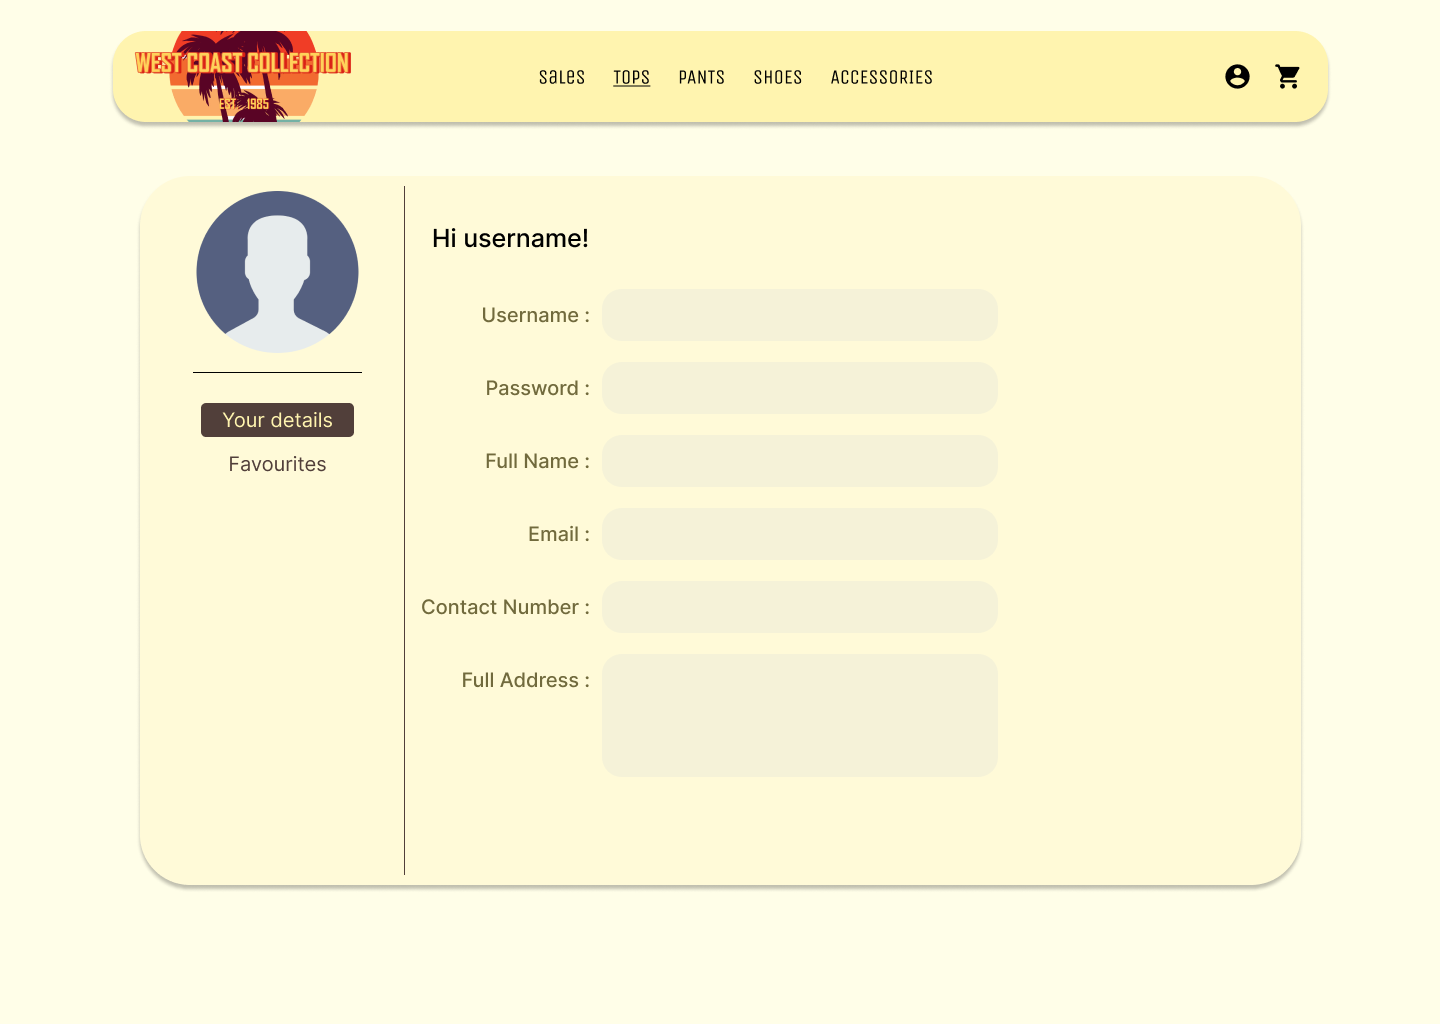 WEST COAST COLLECTION
EST. 1985
SaLeS TOPS PANTS SHOES ACCESSORIES
Hi username!
Username :
Password :
Full Name :
Email :
Contact Number :
Full Address :
Your details
Favourites